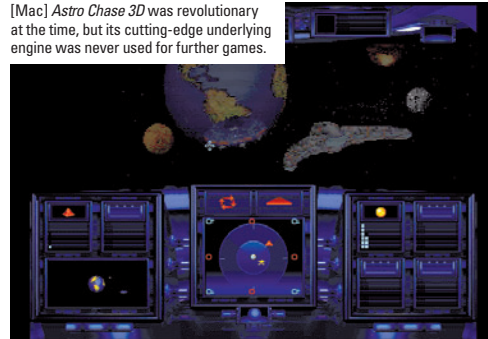 [Mac] Astro Chase 3D was revolutionary
at the time, but its cutting-edge underlying
engine was never used for further games.